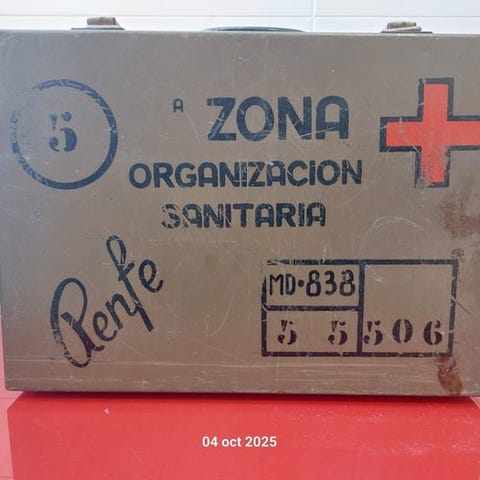 5
A ZONA
ORGANIZACION
SANITARIA
Renfe
MD·838
5 5 506
04 oct 2025